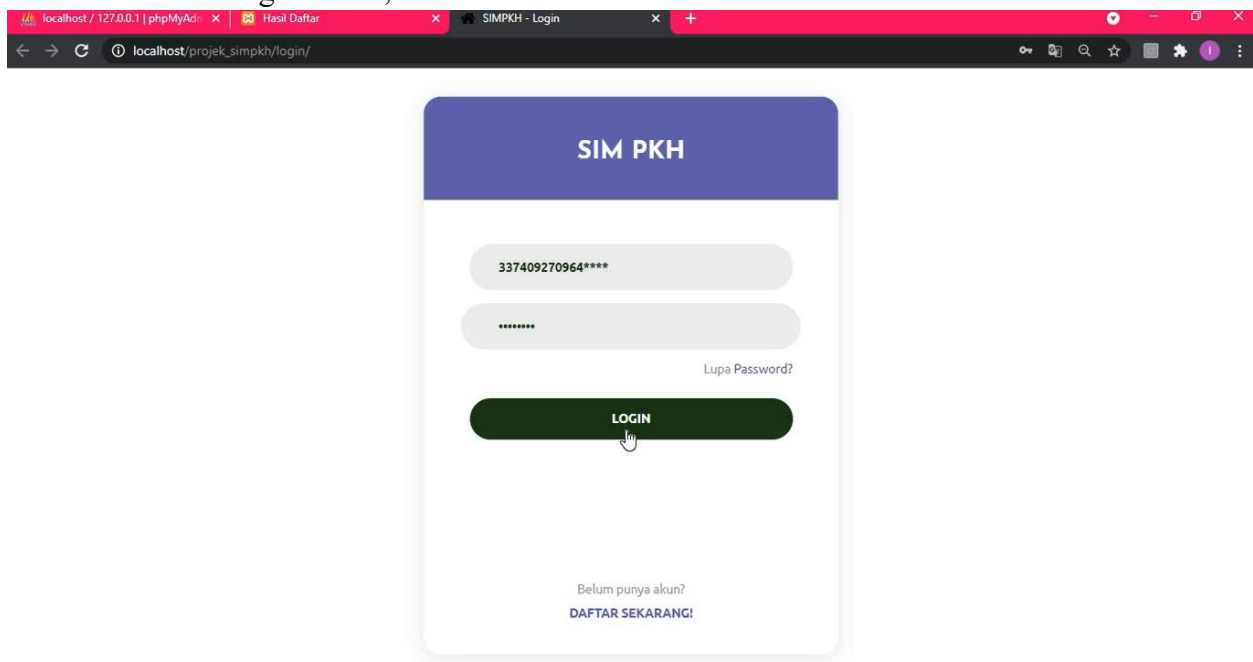 localhost / 127.0.0.1 | phpMyAdn
Hasil Daftar
SIMPKH - Login
localhost/projek_simpkh/login/
SIM PKH
337409270964****
••••••••
Lupa Password?
LOGIN
Belum punya akun?
DAFTAR SEKARANG!